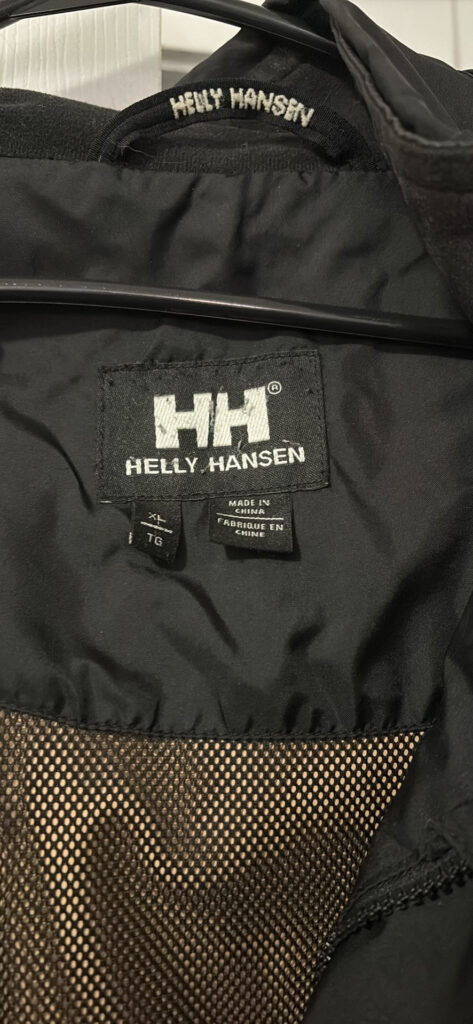 HELLY HANSEN
HH®
HELLY HANSEN
XL
TG
MADE IN
CHINA
FABRIQUE EN
CHINE